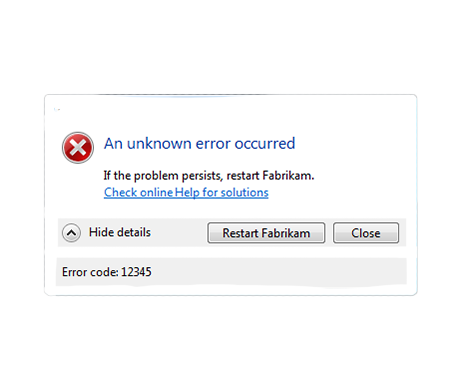 An unknown error occurred
If the problem persists, restart Fabrikam.
Check online Help for solutions
Hide details Restart Fabrikam Close
Error code: 12345